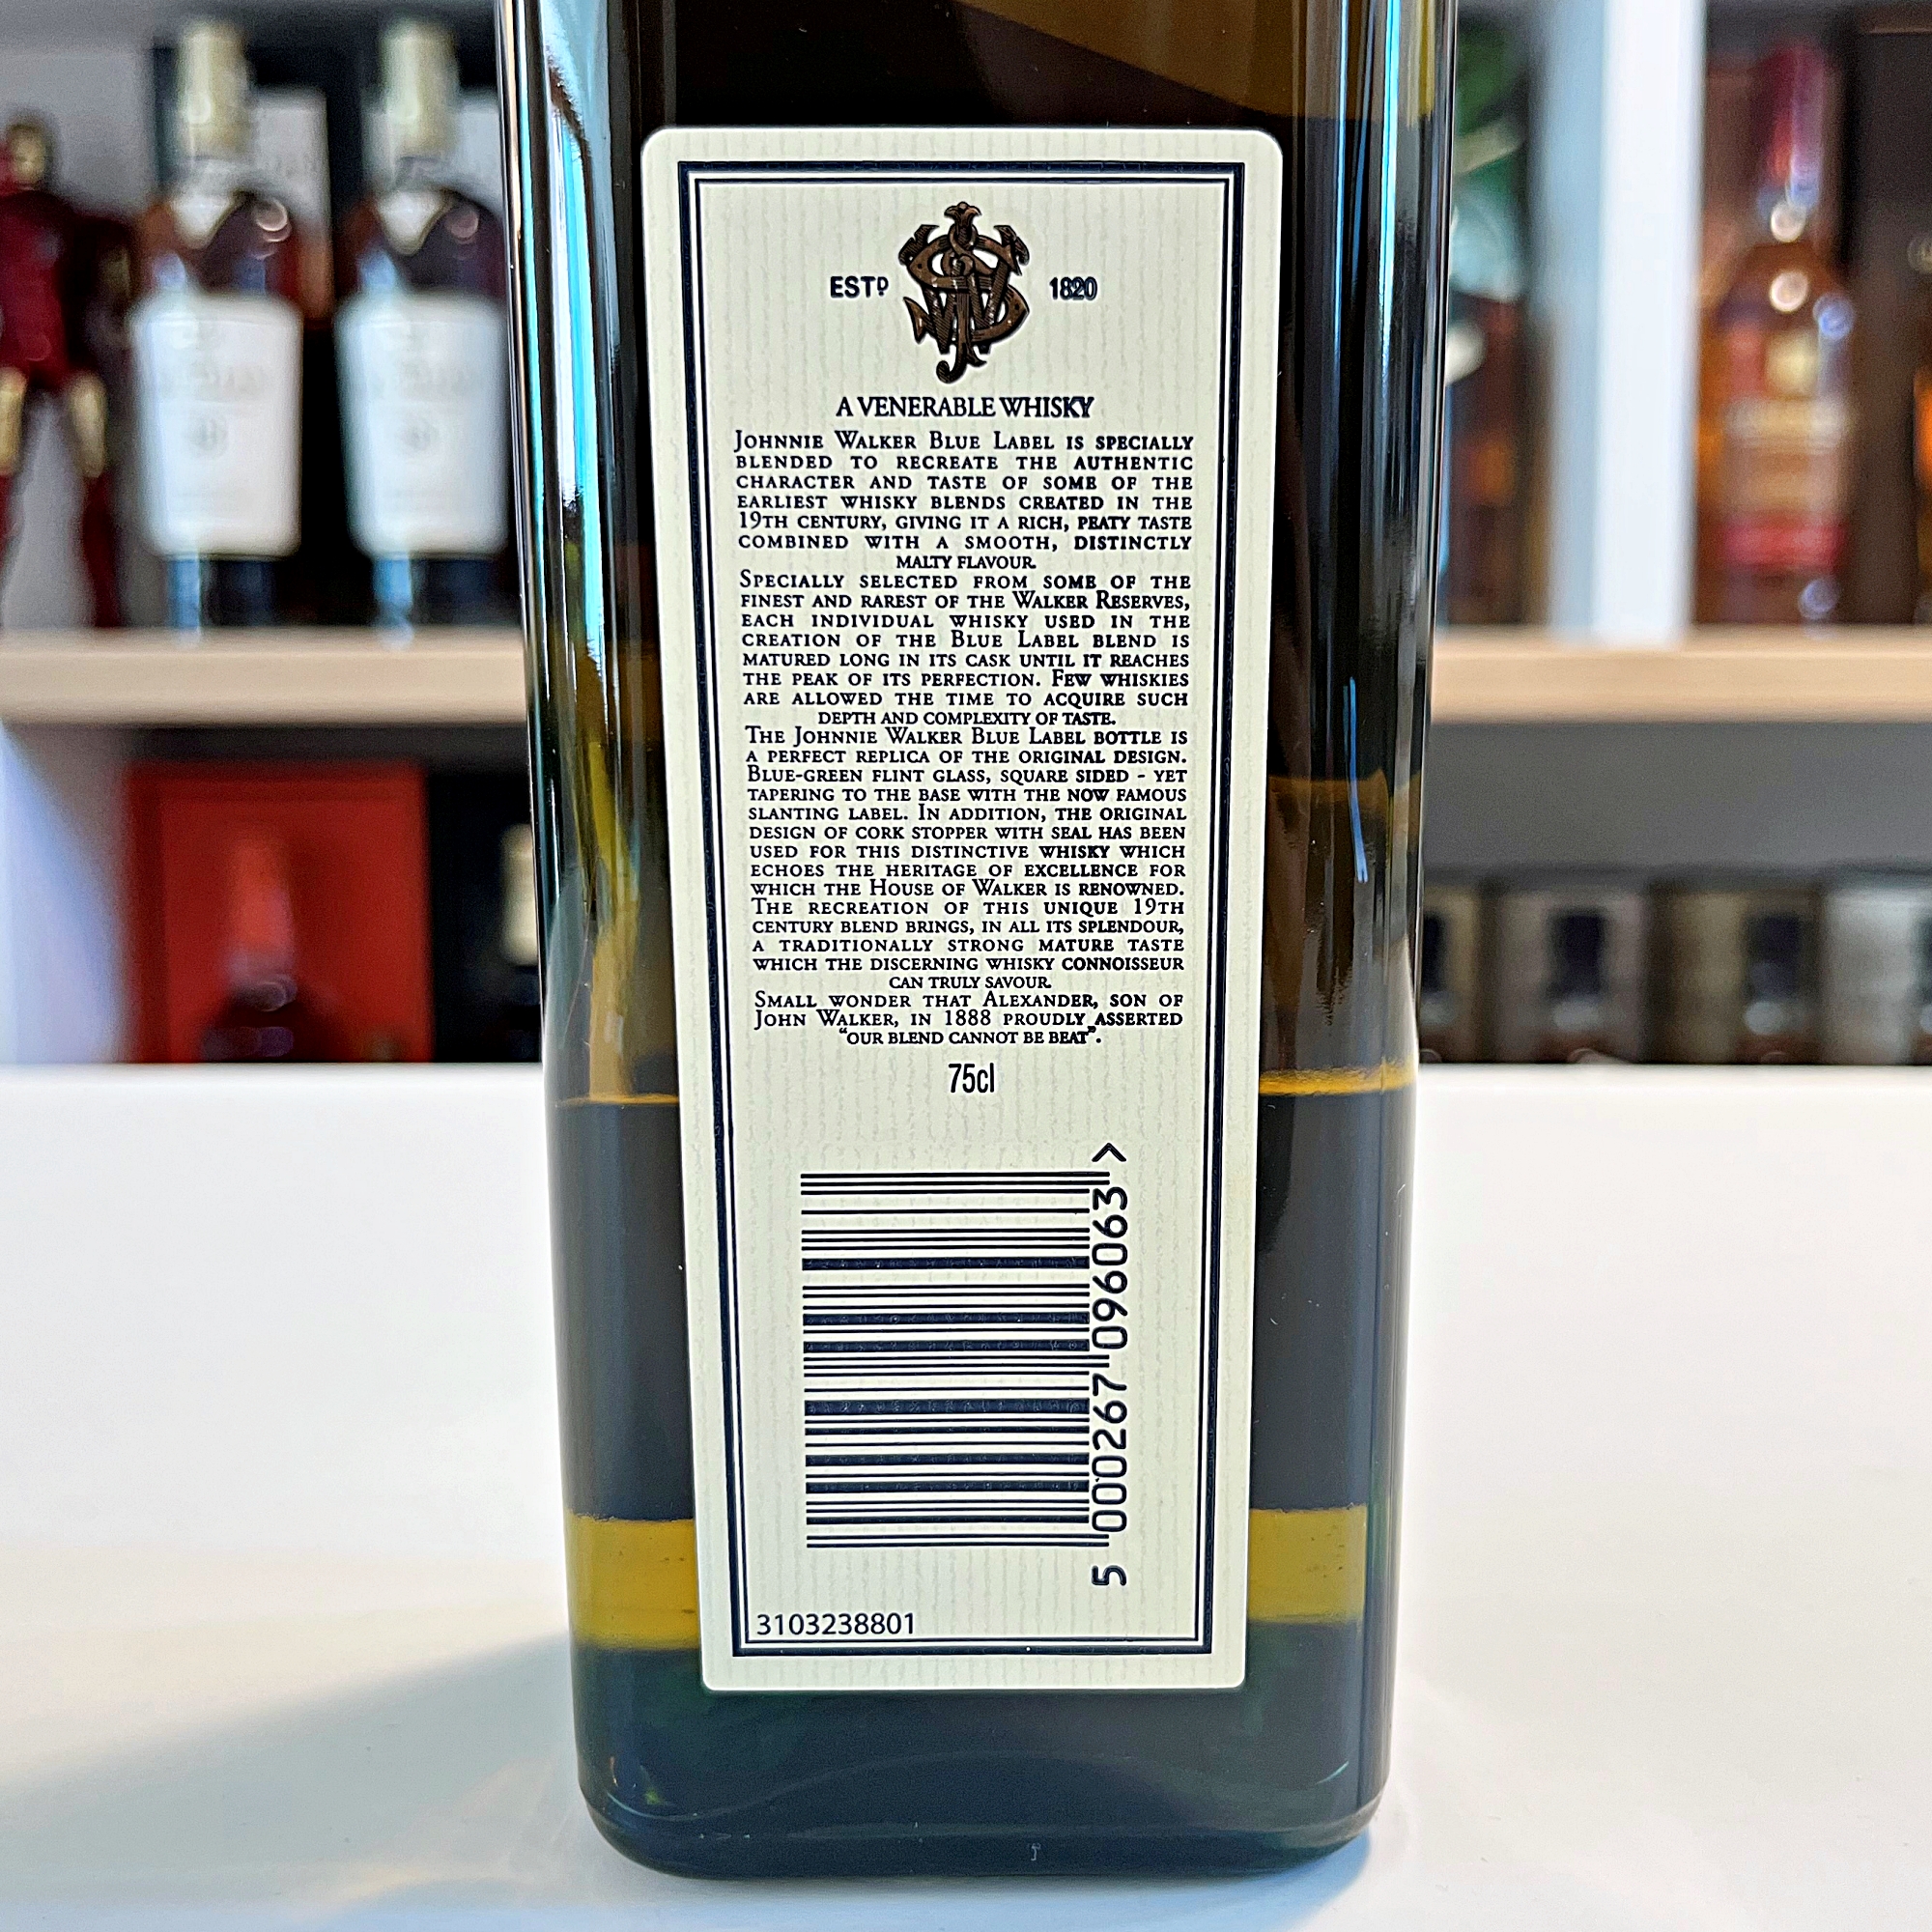 ESTD 1820
A VENERABLE WHISKY
JOHNNIE WALKER BLUE LABEL IS SPECIALLY
BLENDED TO RECREATE THE AUTHENTIC
CHARACTER AND TASTE OF SOME OF THE
EARLIEST WHISKY BLENDS CREATED IN THE
19TH CENTURY, GIVING IT A RICH, PEATY TASTE
COMBINED WITH A SMOOTH, DISTINCTLY
MALTY FLAVOUR.
SPECIALLY SELECTED FROM SOME OF THE
FINEST AND RAREST OF THE WALKER RESERVES,
EACH INDIVIDUAL WHISKY USED IN THE
CREATION OF THE BLUE LABEL BLEND IS
MATURED LONG IN ITS CASK UNTIL IT REACHES
THE PEAK OF ITS PERFECTION. FEW WHISKIES
ARE ALLOWED THE TIME TO ACQUIRE SUCH
DEPTH AND COMPLEXITY OF TASTE.
THE JOHNNIE WALKER BLUE LABEL BOTTLE IS
A PERFECT REPLICA OF THE ORIGINAL DESIGN.
BLUE-GREEN FLINT GLASS, SQUARE SIDED - YET
TAPERING TO THE BASE WITH THE NOW FAMOUS
SLANTING LABEL. IN ADDITION, THE ORIGINAL
DESIGN OF CORK STOPPER WITH SEAL HAS BEEN
USED FOR THIS DISTINCTIVE WHISKY WHICH
ECHOES THE HERITAGE OF EXCELLENCE FOR
WHICH THE HOUSE OF WALKER IS RENOWNED.
THE RECREATION OF THIS UNIQUE 19TH
CENTURY BLEND BRINGS, IN ALL ITS SPLENDOUR,
A TRADITIONALLY STRONG MATURE TASTE
WHICH THE DISCERNING WHISKY CONNOISSEUR
CAN TRULY SAVOUR.
SMALL WONDER THAT ALEXANDER, SON OF
JOHN WALKER, IN 1888 PROUDLY ASSERTED
“OUR BLEND CANNOT BE BEAT”.
75cl
5 000267 096063 >
3103238801